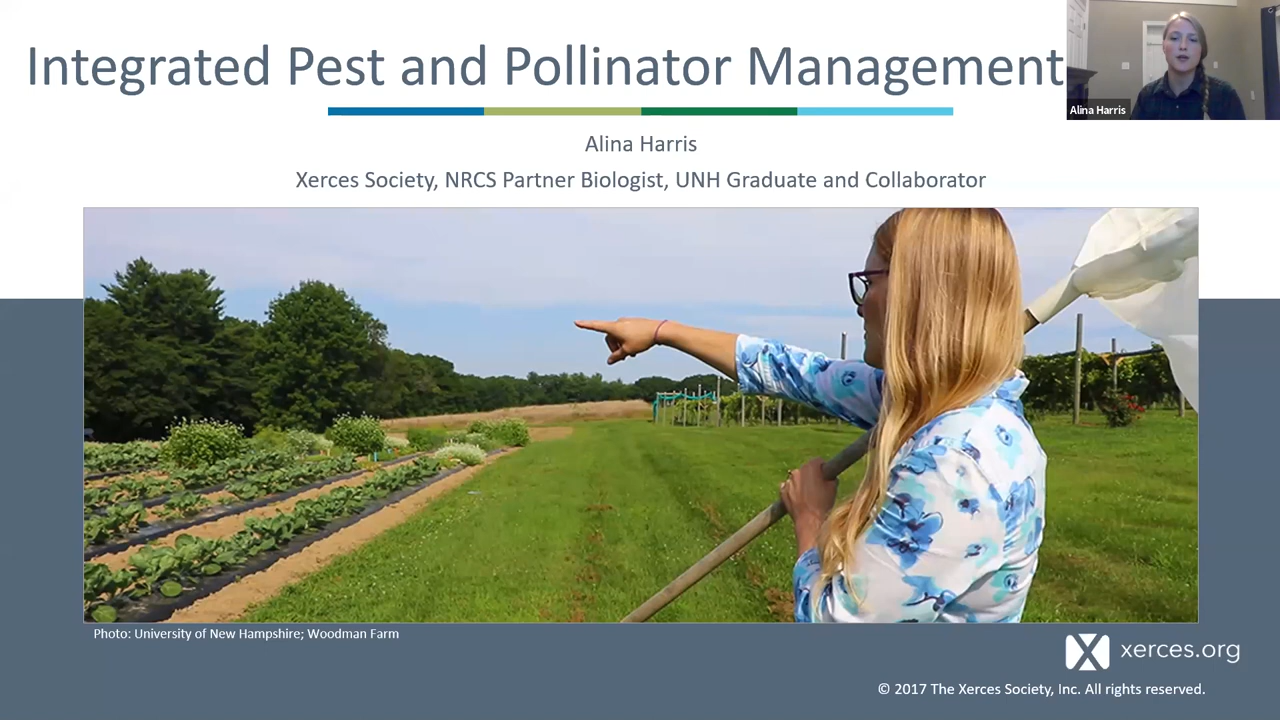 Integrated Pest and Pollinator Management
Alina Harris
Alina Harris
Xerces Society, NRCS Partner Biologist, UNH Graduate and Collaborator
Photo: University of New Hampshire; Woodman Farm
xerces.org
© 2017 The Xerces Society, Inc. All rights reserved.